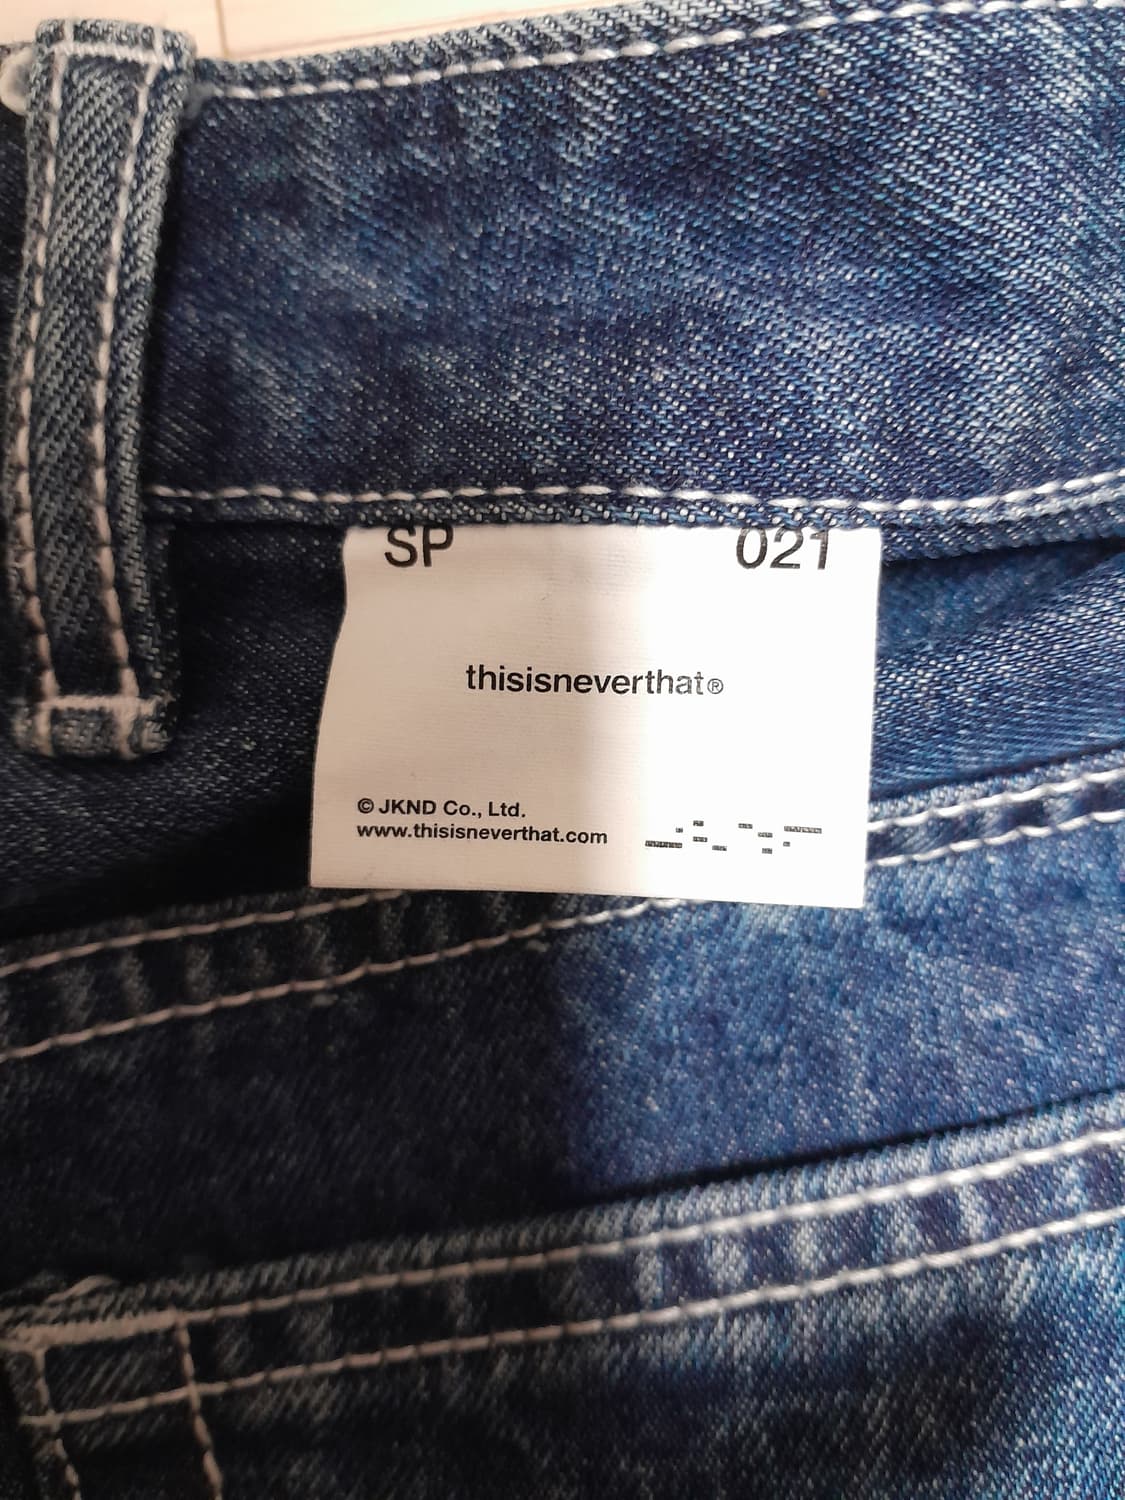 SP 021
thisisneverthat®
© JKND Co., Ltd.
www.thisisneverthat.com